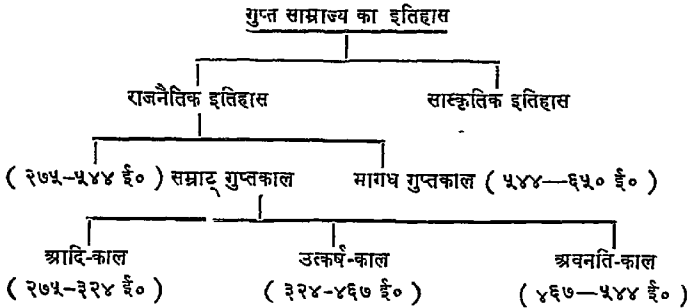 गुप्त साम्राज्य का इतिहास
राजनैतिक इतिहास सास्कृतिक इतिहास
( २७५–५४४ ई० ) सम्राट् गुप्तकाल मागध गुप्तकाल ( ५४४—६५० ई० )
आदि-काल उत्कर्ष-काल अवनति-काल
( २७५–३२४ ई० ) ( ३२४-४६७ ई० ) ( ४६७—५४४ ई० )